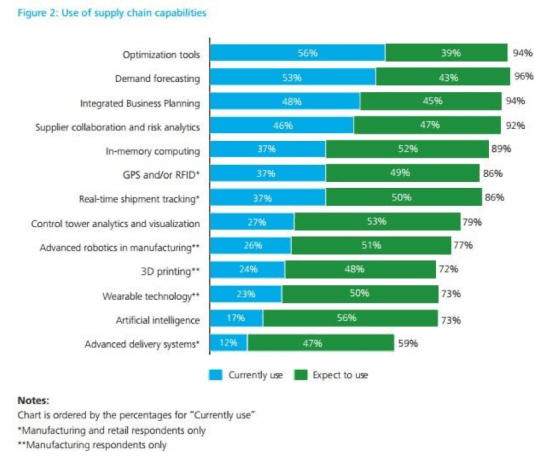 Figure 2: Use of supply chain capabilities
Optimization tools 56% 39% 94%
Demand forecasting 53% 43% 96%
Integrated Business Planning 48% 45% 94%
Supplier collaboration and risk analytics 46% 47% 92%
In-memory computing 37% 52% 89%
GPS and/or RFID* 37% 49% 86%
Real-time shipment tracking* 37% 50% 86%
Control tower analytics and visualization 27% 53% 79%
Advanced robotics in manufacturing** 26% 51% 77%
3D printing** 24% 48% 72%
Wearable technology** 23% 50% 73%
Artificial intelligence 17% 56% 73%
Advanced delivery systems* 12% 47% 59%
Currently use Expect to use
Notes:
Chart is ordered by the percentages for "Currently use"
*Manufacturing and retail respondents only
**Manufacturing respondents only